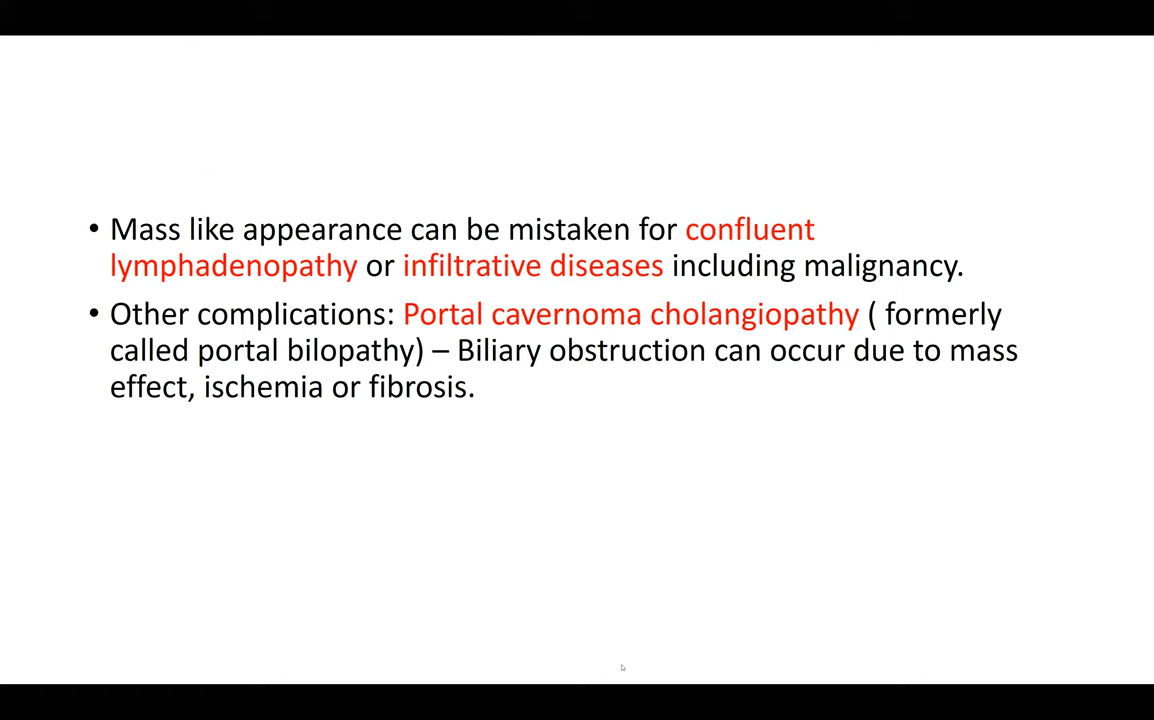 • Mass like appearance can be mistaken for confluent
lymphadenopathy or infiltrative diseases including malignancy.
• Other complications: Portal cavernoma cholangiopathy ( formerly
called portal bilopathy) – Biliary obstruction can occur due to mass
effect, ischemia or fibrosis.